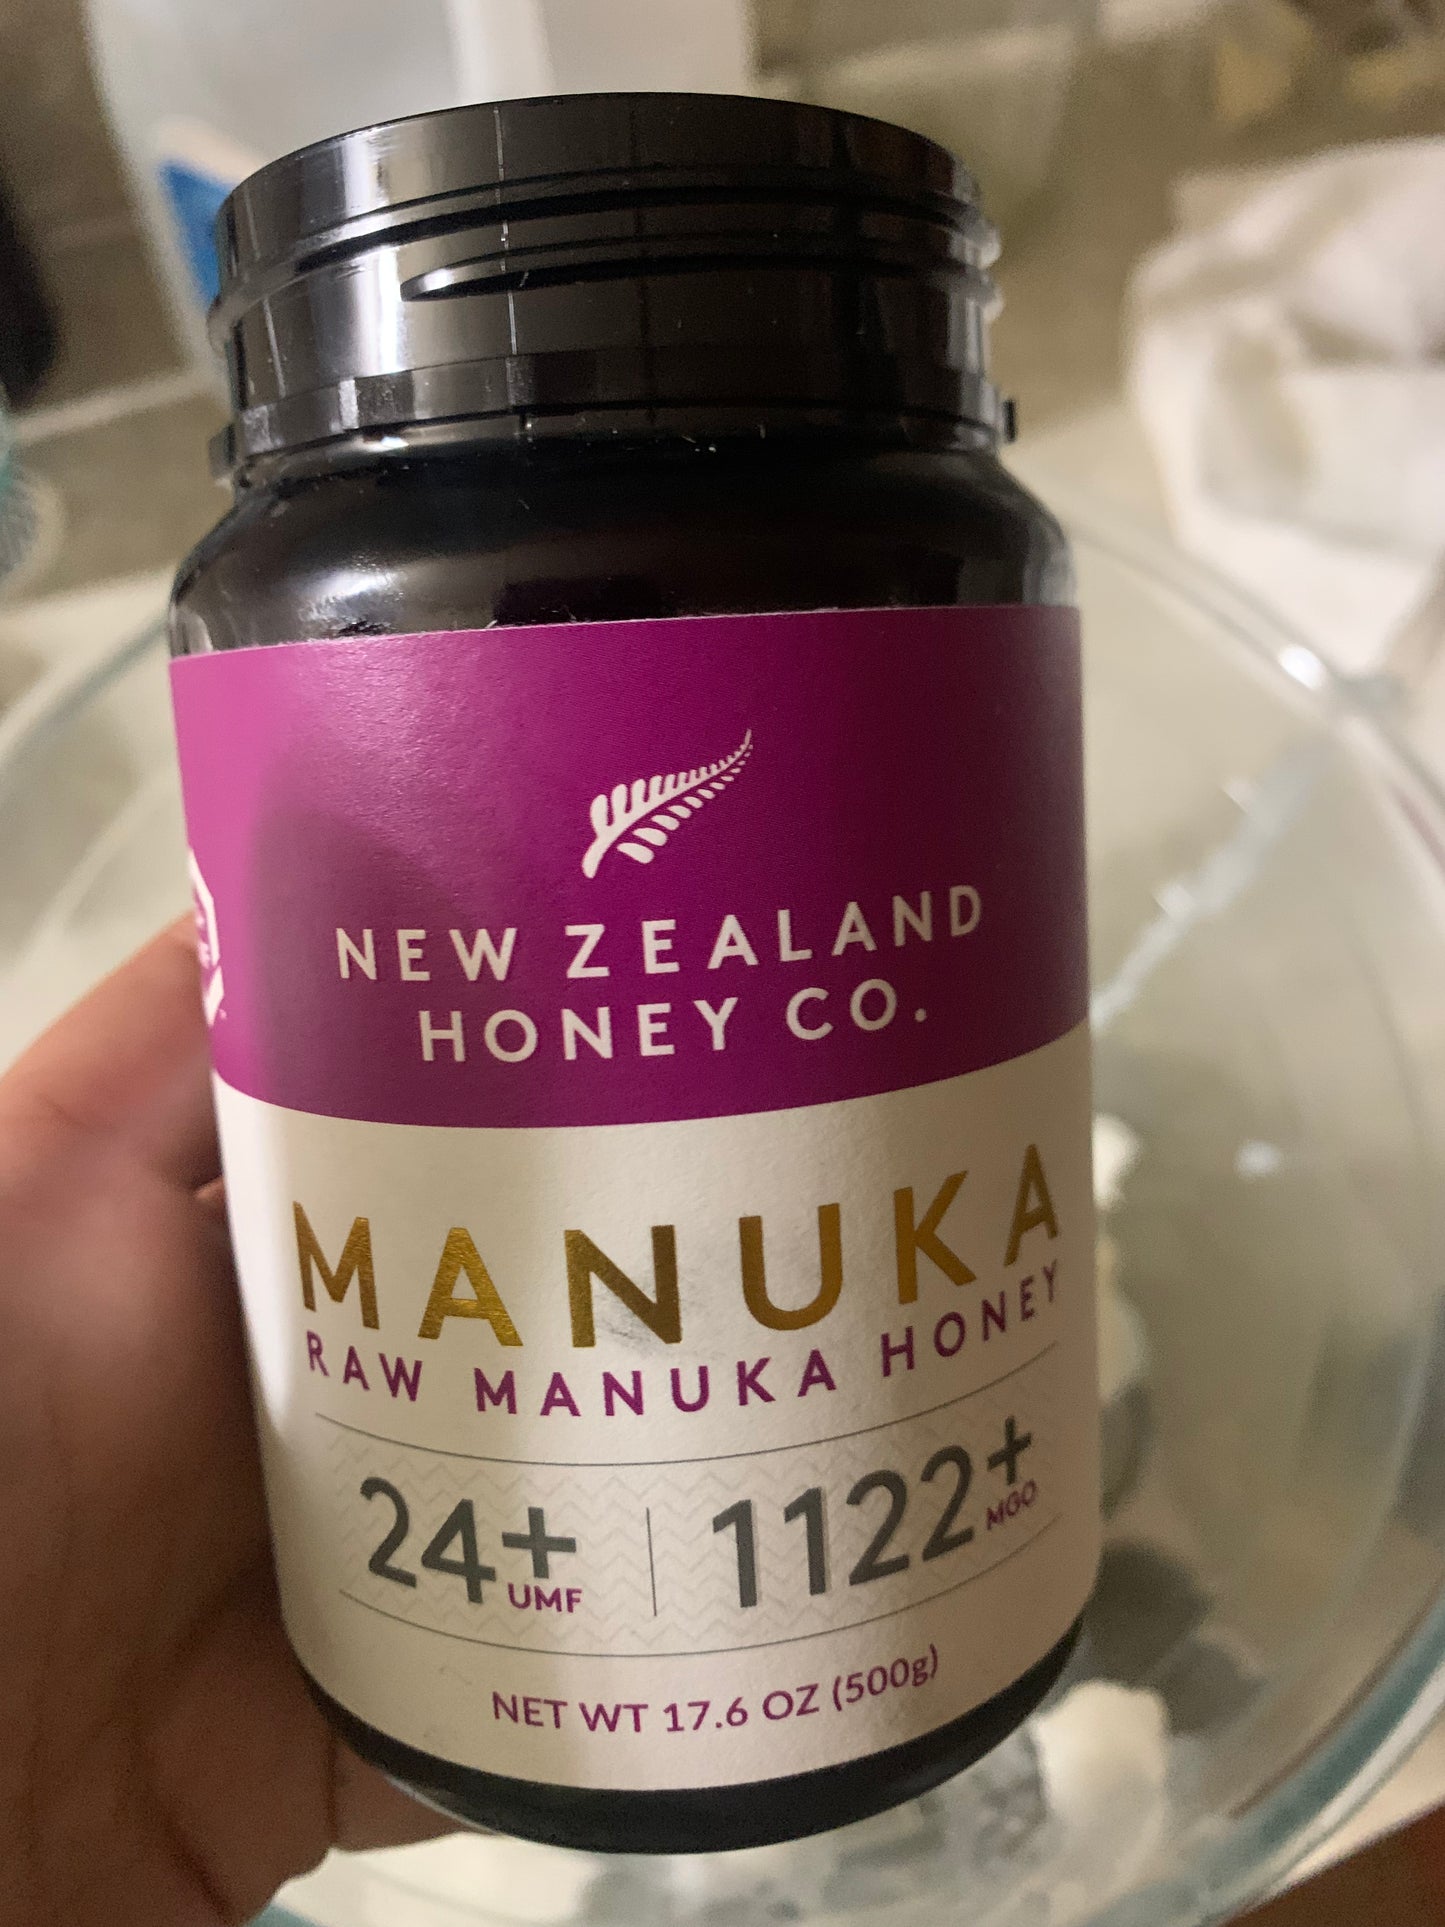 NEW ZEALAND
HONEY CO.
MANUKA
RAW MANUKA HONEY
24+ UMF | 1122+ MGO
NET WT 17.6 OZ (500g)